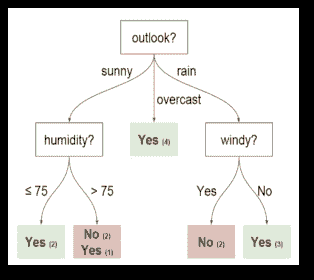 outlook?
sunny
rain
overcast
humidity?
Yes (4)
windy?
≤ 75
> 75
Yes
No
Yes (2)
No (2)
Yes (1)
No (2)
Yes (3)